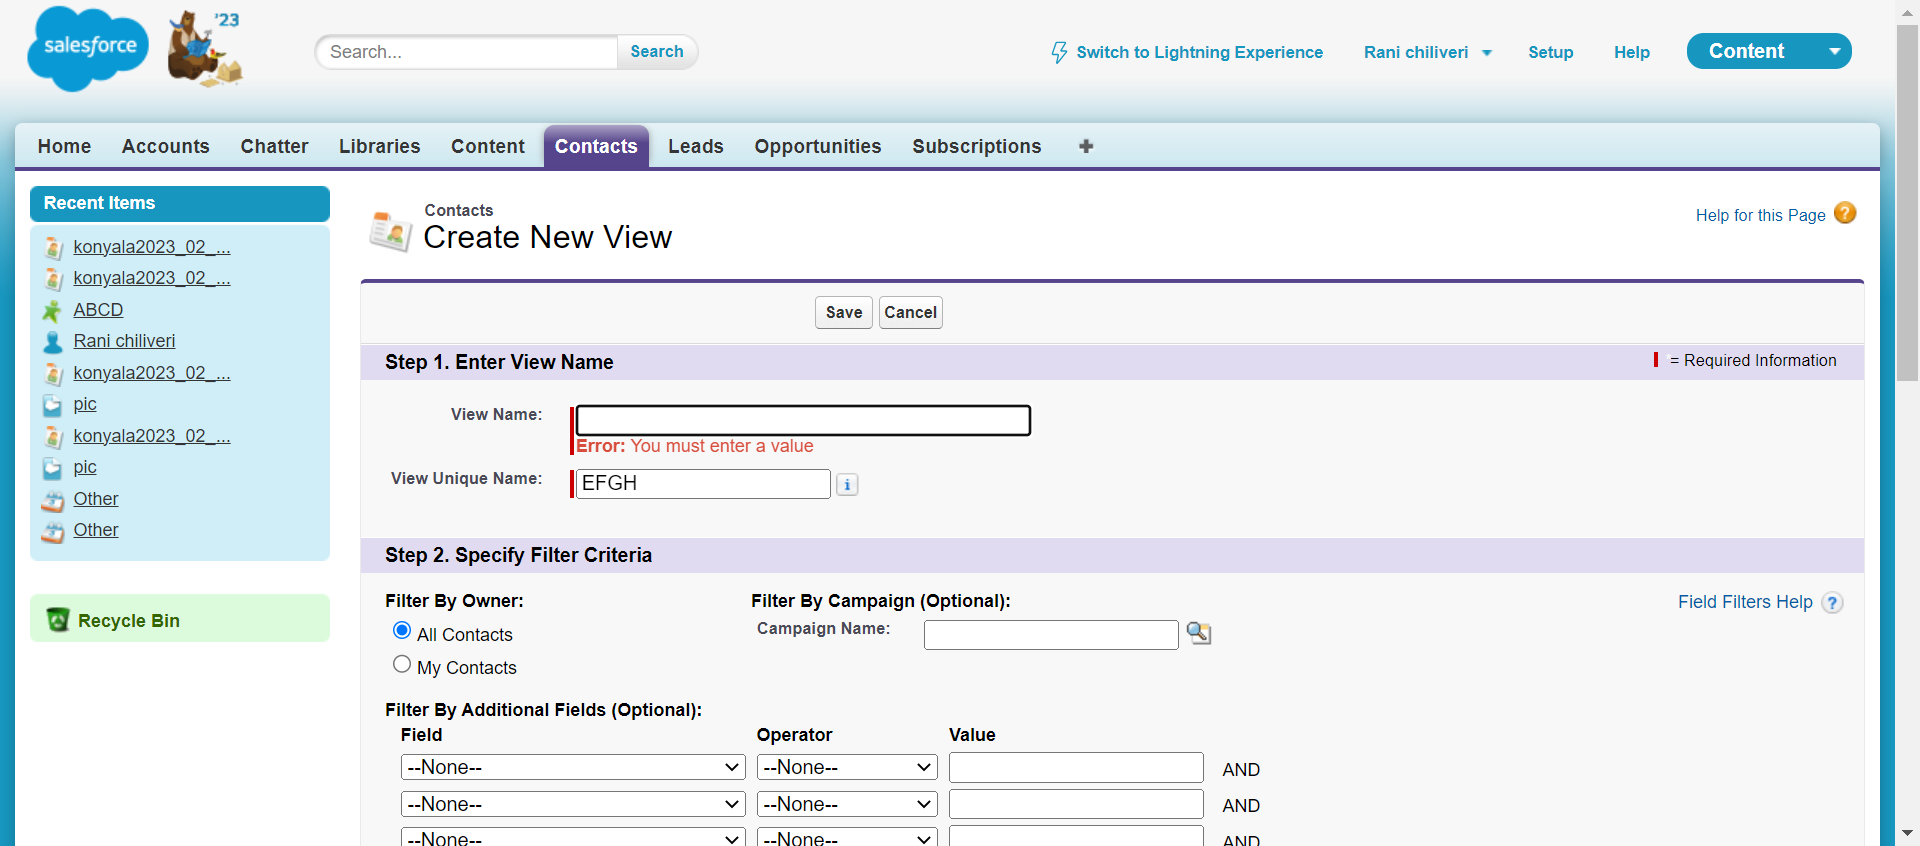 salesforce
'23
Search...
Search
Switch to Lightning Experience
Rani chiliveri
Setup
Help
Content
Home
Accounts
Chatter
Libraries
Content
Contacts
Leads
Opportunities
Subscriptions
Recent Items
konyala2023_02_...
konyala2023_02_...
ABCD
Rani chiliveri
konyala2023_02_...
pic
konyala2023_02_...
pic
Other
Other
Recycle Bin
Contacts
Create New View
Help for this Page ?
Save
Cancel
Step 1. Enter View Name
= Required Information
View Name:
Error: You must enter a value
View Unique Name:
EFGH
i
Step 2. Specify Filter Criteria
Filter By Owner:
All Contacts
My Contacts
Filter By Campaign (Optional):
Campaign Name:
Field Filters Help ?
Filter By Additional Fields (Optional):
Field
Operator
Value
--None--
--None--
AND
--None--
--None--
AND
--None--
--None--
AND